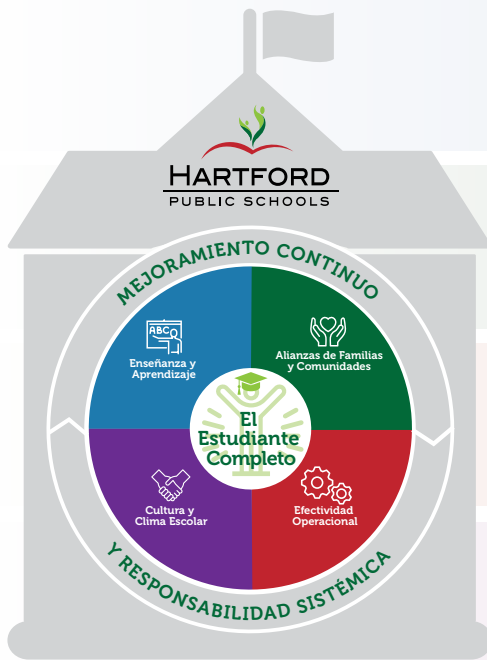 HARTFORD
PUBLIC SCHOOLS
MEJORAMIENTO CONTINUO
ABC
Enseñanza y
Aprendizaje
Alianzas de Familias
y Comunidades
El
Estudiante
Completo
Cultura y
Clima Escolar
Efectividad
Operacional
Y RESPONSABILIDAD SISTÉMICA